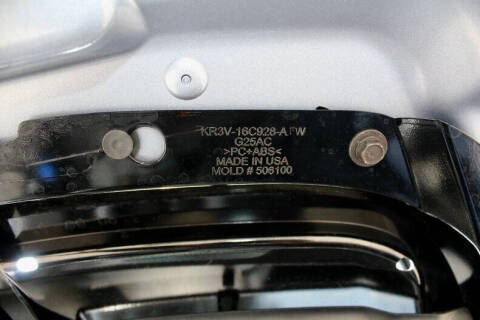 KR3V-16C928-AFW
G25AC
>PC+ABS<
MADE IN USA
MOLD # 506100